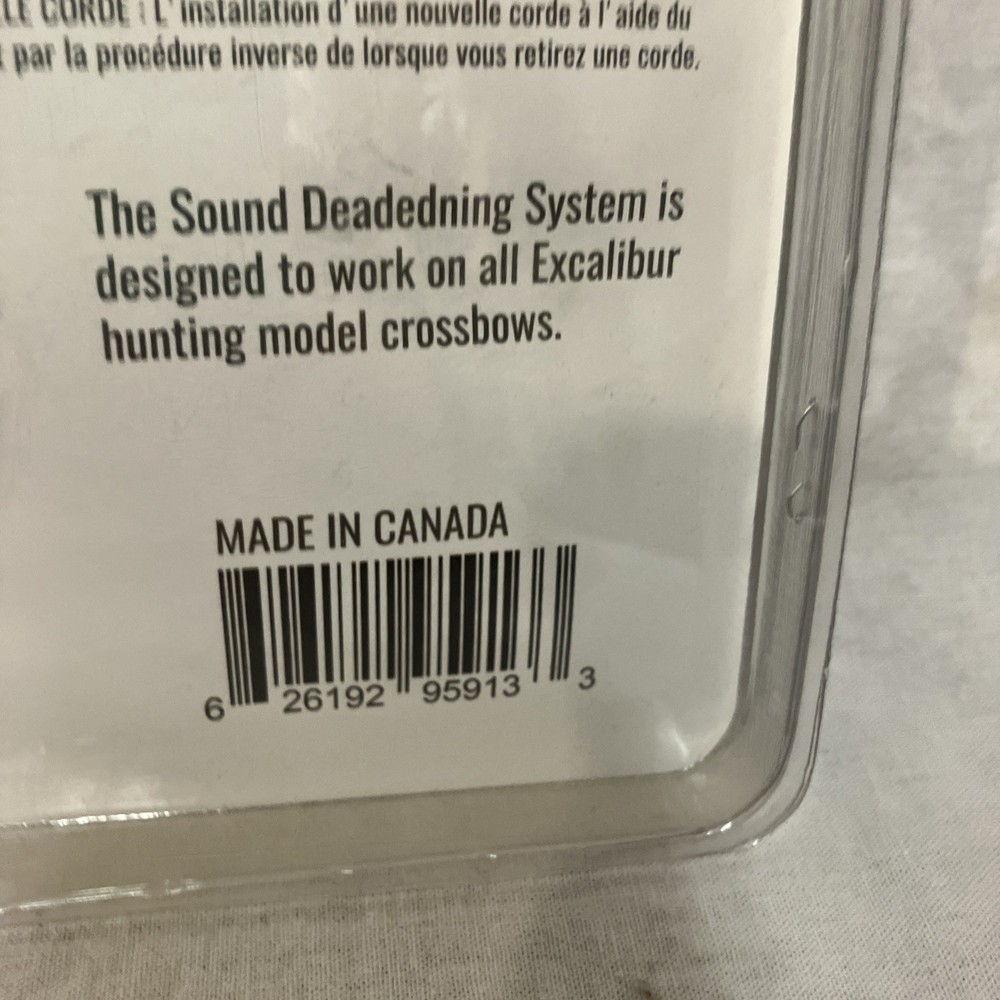 CORDE : L'installation d'une nouvelle corde à l'aide du
par la procédure inverse de lorsque vous retirez une corde.
The Sound Deadedning System is
designed to work on all Excalibur
hunting model crossbows.
MADE IN CANADA
6 26192 95913 3